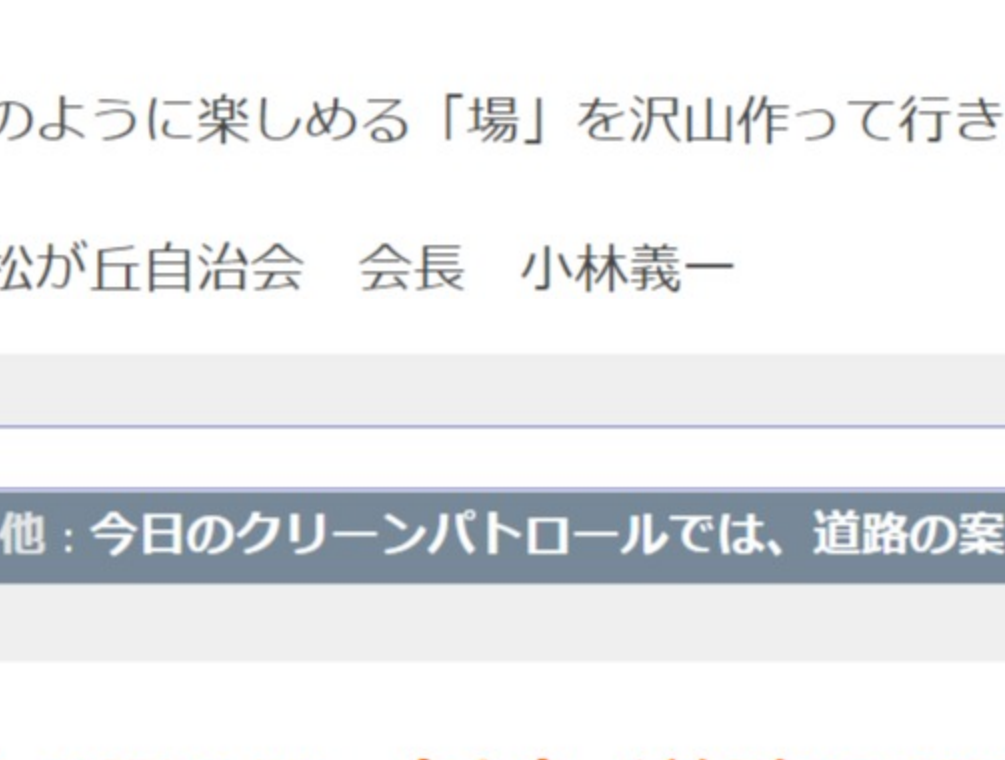 のように楽しめる「場」を沢山作って行き
松が丘自治会　会長　小林義一
他：今日のクリーンパトロールでは、道路の案